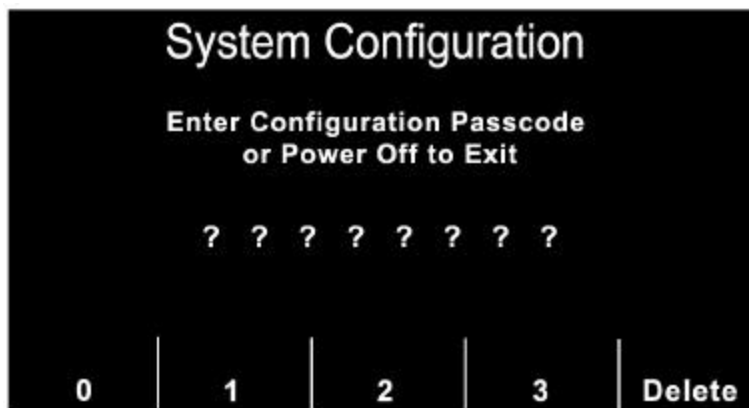 System Configuration
Enter Configuration Passcode
or Power Off to Exit
? ? ? ? ? ? ? ?
0 1 2 3 Delete